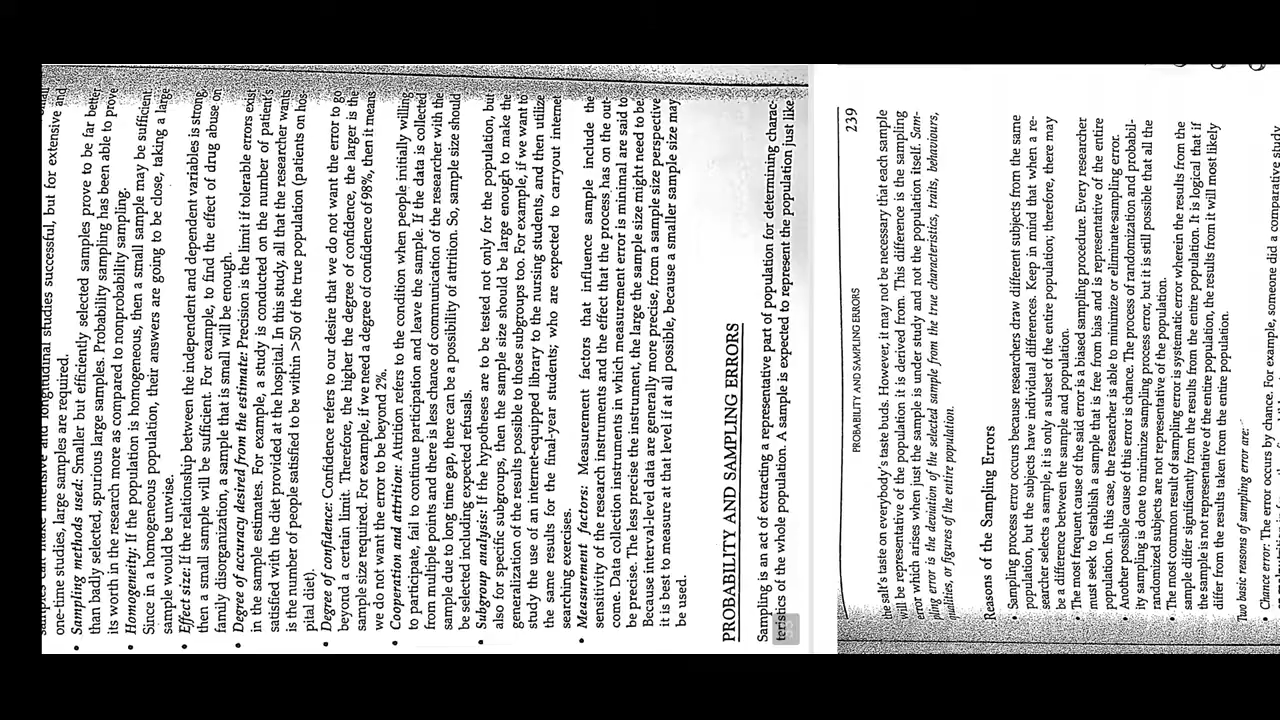 one-time studies, large samples are required.
• Sampling methods used: Smaller but efficiently selected samples prove to be far better
than badly selected, spurious large samples. Probability sampling has been able to prove
its worth in the research more as compared to nonprobability sampling.
• Homogeneity: If the population is homogeneous, then a small sample may be sufficient.
Since in a homogeneous population, their answers are going to be close, taking a large
sample would be unwise.
• Effect size: If the relationship between the independent and dependent variables is strong,
then a small sample will be sufficient. For example, to find the effect of drug abuse on
family disorganization, a sample that is small will be enough.
• Degree of accuracy desired from the estimate: Precision is the limit if tolerable errors exist
in the sample estimates. For example, a study is conducted on the number of patients
satisfied with the diet provided at the hospital. In this study, all that the researcher wants
is the number of people satisfied to be within >50 of the true population (patients on hos-
pital diet).
• Degree of confidence: Confidence refers to our desire that we do not want the error to go
beyond a certain limit. Therefore, the higher the degree of confidence, the larger is the
sample size required. For example, if we need a degree of confidence of 98%, then it means
we do not want the error to be beyond 2%.
• Cooperation and attrition: Attrition refers to the condition when people initially willing
to participate, fail to continue participation and leave the sample. If the data is collected
from multiple points and there is less chance of communication of the researcher with the
sample due to long time gap, there can be a possibility of attrition. So, sample size should
be selected including expected refusals.
• Subgroup analysis: If the hypotheses are to be tested not only for the population, but
also for specific subgroups, then the sample size should be large enough to make the
generalization of the results possible to those subgroups too. For example, if we want to
study the use of an internet-equipped library to the nursing students, and then utilize
the same results for the final-year students; who are expected to carryout internet
searching exercises.
• Measurement factors: Measurement factors that influence sample include the
sensitivity of the research instruments and the effect that the process has on the out-
come. Data collection instruments in which measurement error is minimal are said to
be precise. The less precise the instrument, the large the sample size might need to be.
Because interval-level data are generally more precise, from a sample size perspective
it is best to measure at that level if at all possible, because a smaller sample size may
be used.
PROBABILITY AND SAMPLING ERRORS
Sampling is an act of extracting a representative part of population for determining charac-
teristics of the whole population. A sample is expected to represent the population just like
PROBABILITY AND SAMPLING ERRORS 239
the salt's taste on everybody's taste buds. However, it may not be necessary that each sample
will be representative of the population it is derived from. This difference is the sampling
error which arises when just the sample is under study and not the population itself. Sam-
pling error is the deviation of the selected sample from the true characteristics, traits, behaviours,
qualities, or figures of the entire population.
Reasons of the Sampling Errors
• Sampling process error occurs because researchers draw different subjects from the same
population, but the subjects have individual differences. Keep in mind that when a re-
searcher selects a sample, it is only a subset of the entire population; therefore, there may
be a difference between the sample and population.
• The most frequent cause of the said error is a biased sampling procedure. Every researcher
must seek to establish a sample that is free from bias and is representative of the entire
population. In this case, the researcher is able to minimize or eliminate sampling error.
• Another possible cause of this error is chance. The process of randomization and probabil-
ity sampling is done to minimize sampling process error, but it is still possible that all the
randomized subjects are not representative of the population.
• The most common result of sampling error is systematic error wherein the results from the
sample differ significantly from the results from the entire population. It is logical that if
the sample is not representative of the entire population, the results from it will most likely
differ from the results taken from the entire population.
Two basic reasons of sampling error are:
• Chance error: The error occurs by chance. For example, someone did a comparative study